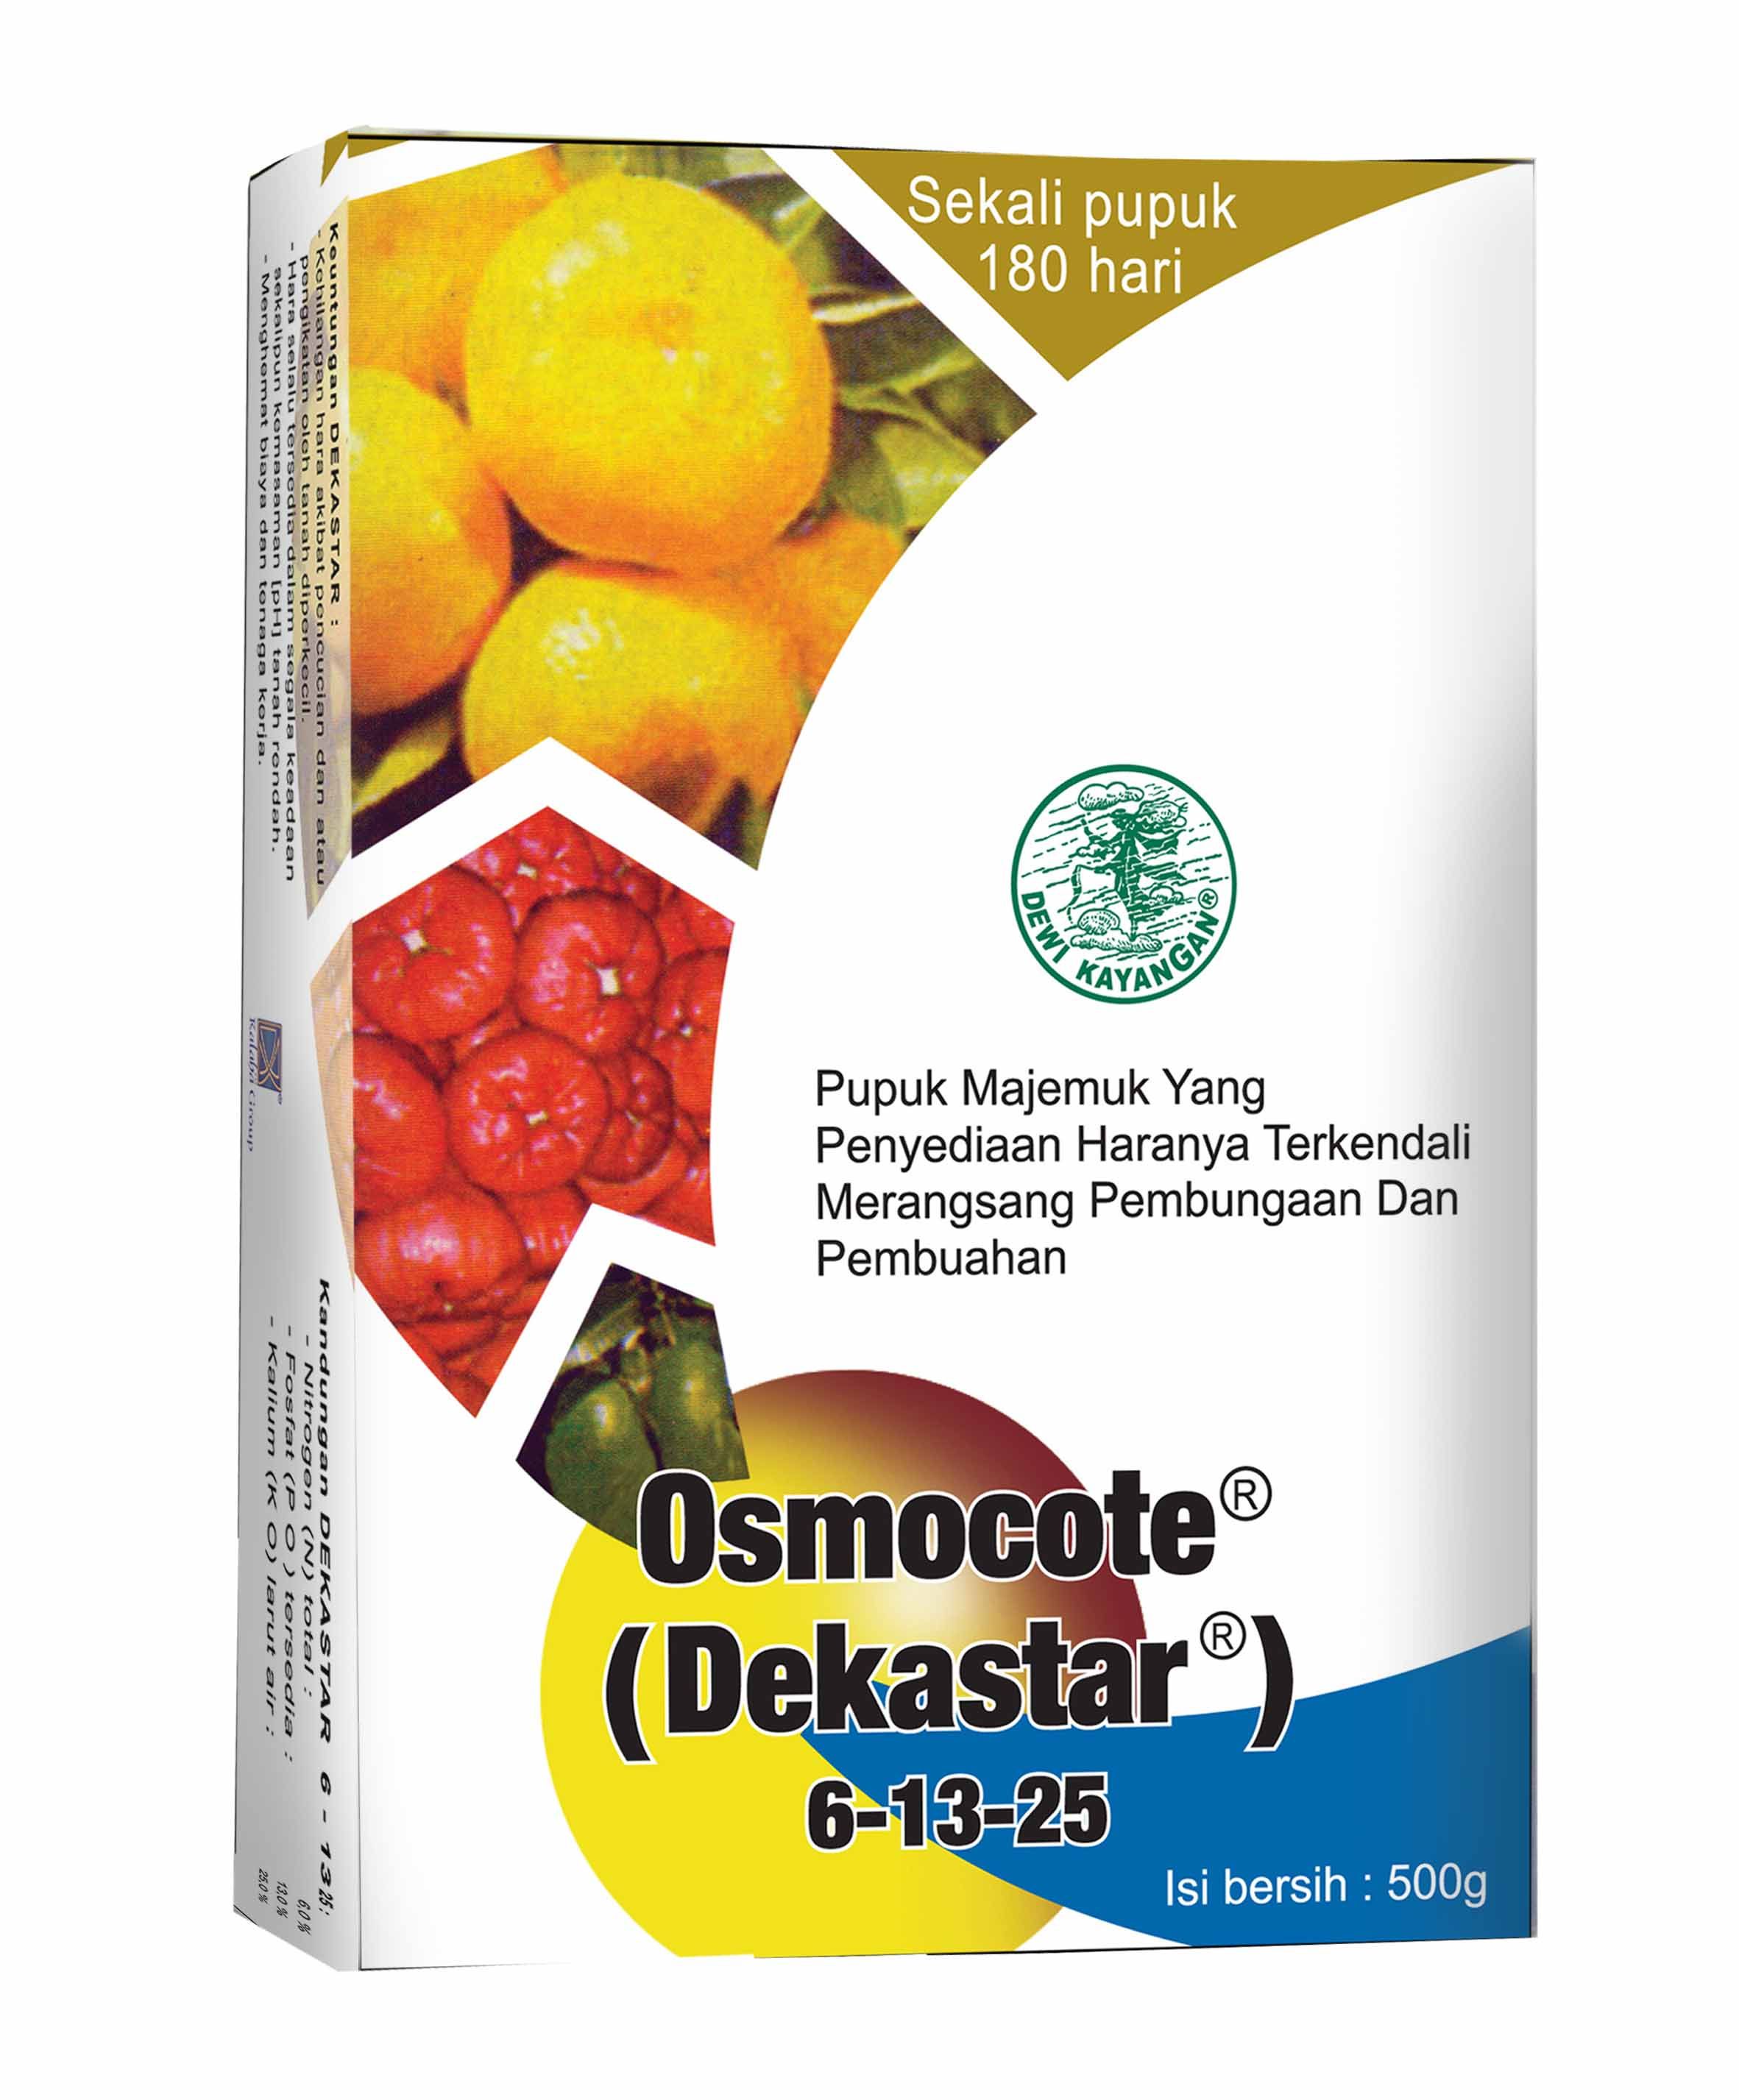 Sekali pupuk
180 hari
DEWI KAYANGAN®
Pupuk Majemuk Yang
Penyediaan Haranya Terkendali
Merangsang Pembungaan Dan
Pembuahan
Osmocote®
(Dekastar®)
6-13-25
Isi bersih : 500g
Keuntungan DEKASTAR :
- Kehilangan hara akibat pencucian dan atau
pengikatan oleh tanah diperkecil.
- Hara selalu tersedia dalam segala keadaan
sekalipun kemasaman [pH] tanah rendah.
- Menghemat biaya dan tenaga kerja.
Kalatham Group
Kandungan DEKASTAR 6 - 13 25 :
- Nitrogen (N) total : 6,0 %
- Fosfat (P O ) tersedia : 13,0 %
- Kalium (K O) larut air : 25,0 %